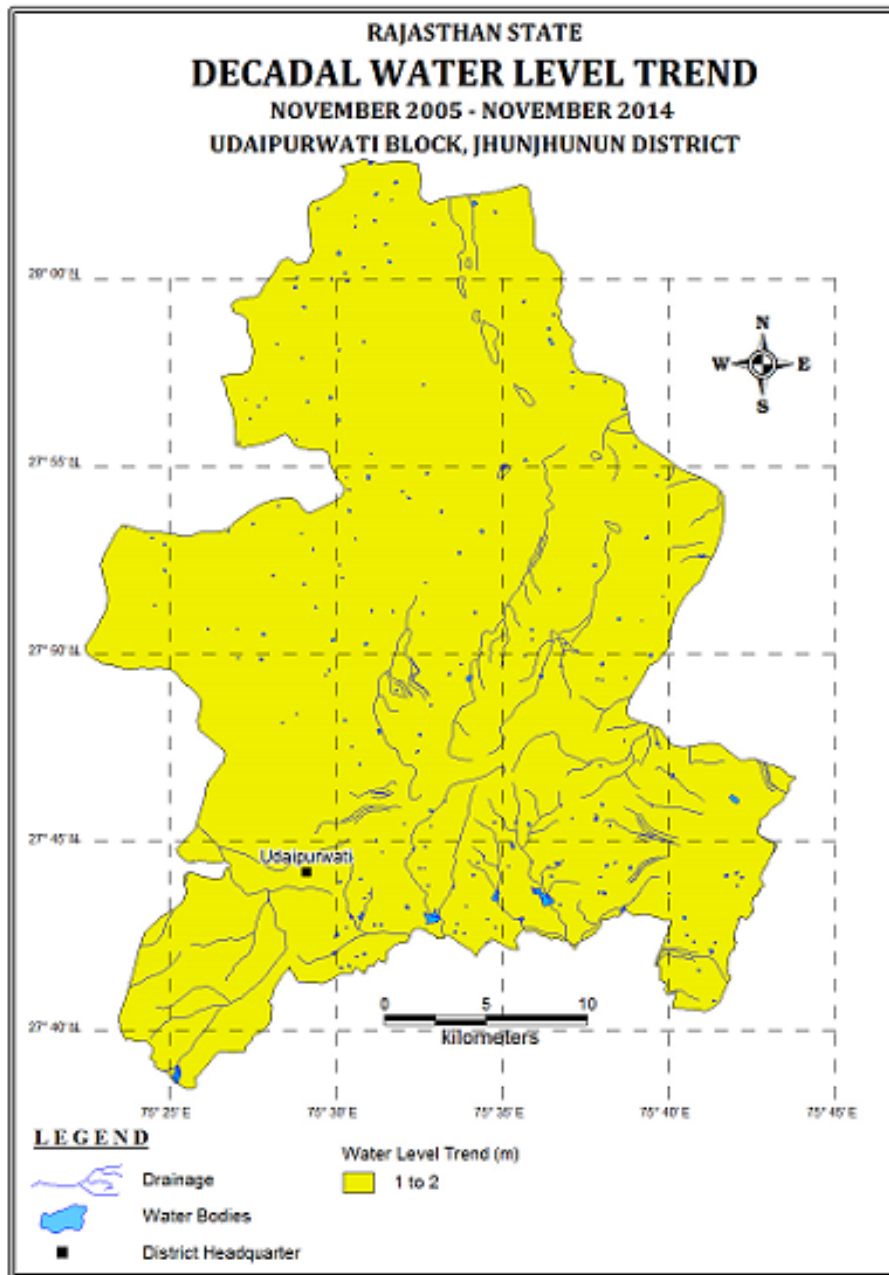 RAJASTHAN STATE
DECADAL WATER LEVEL TREND
NOVEMBER 2005 - NOVEMBER 2014
UDAIPURWATI BLOCK, JHUNJHUNUN DISTRICT
28° 00' N
N
W E
S
27° 55' N
27° 50' N
27° 45' N
Udaipurwati
0 5 10
kilometers
27° 40' N
75° 25' E 75° 30' E 75° 35' E 75° 40' E 75° 45' E
LEGEND
Water Level Trend (m)
Drainage
1 to 2
Water Bodies
District Headquarter